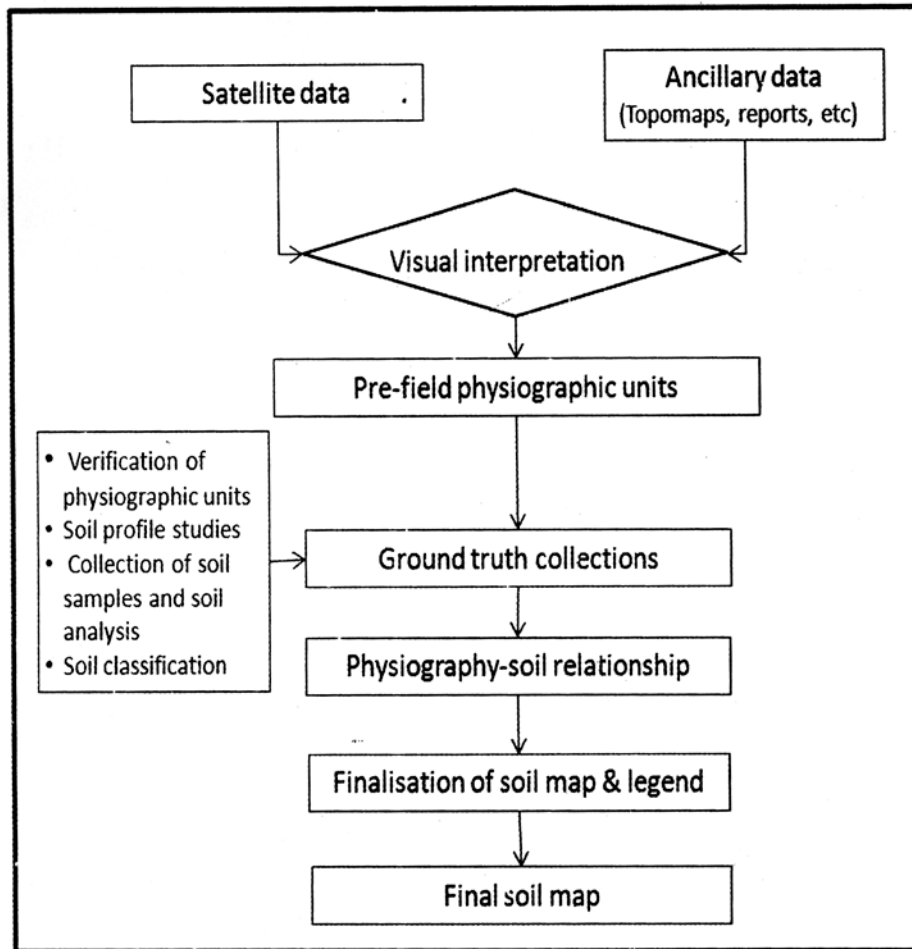 Satellite data
Ancillary data
(Topomaps, reports, etc)
Visual interpretation
Pre-field physiographic units
• Verification of
physiographic units
• Soil profile studies
• Collection of soil
samples and soil
analysis
• Soil classification
Ground truth collections
Physiography-soil relationship
Finalisation of soil map & legend
Final soil map